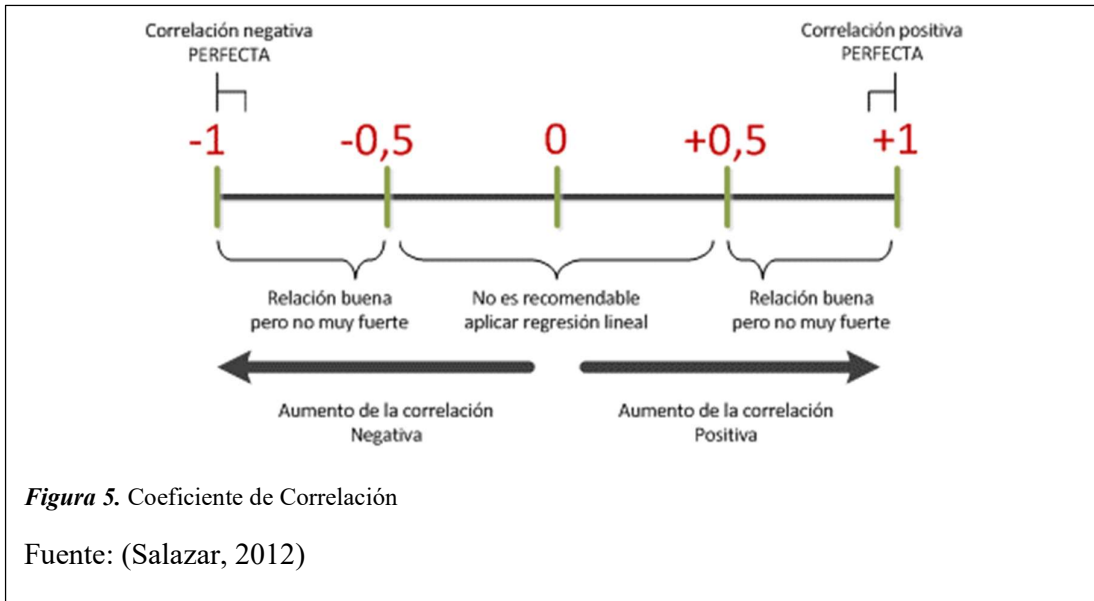 Correlación negativa
PERFECTA
Correlación positiva
PERFECTA
-1
-0,5
0
+0,5
+1
Relación buena
pero no muy fuerte
No es recomendable
aplicar regresión lineal
Relación buena
pero no muy fuerte
Aumento de la correlación
Negativa
Aumento de la correlación
Positiva
Figura 5. Coeficiente de Correlación
Fuente: (Salazar, 2012)